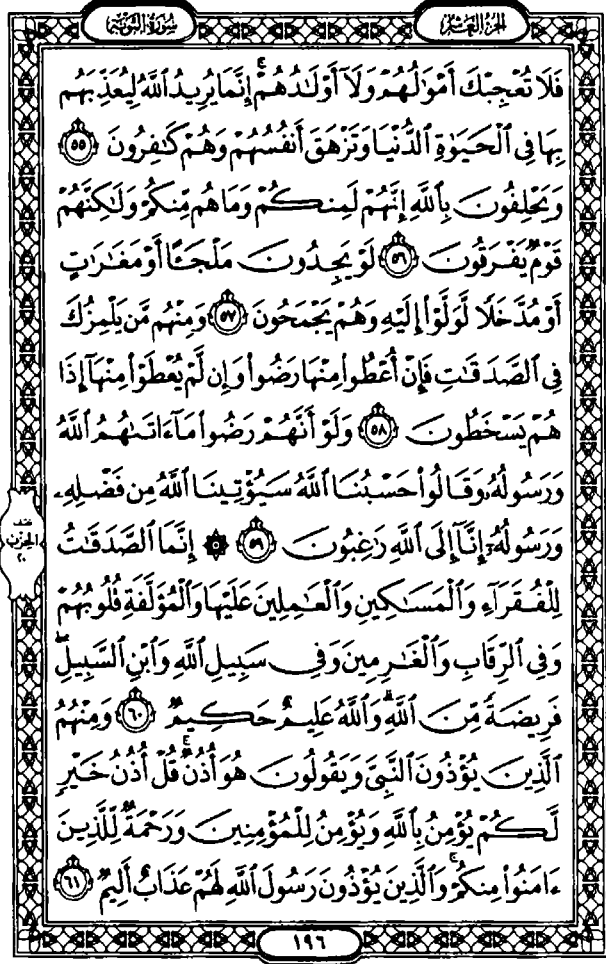 الجزء العاشر
سورة التوبة
فَلَا تُعْجِبْكَ أَمْوَٰلُهُمْ وَلَآ أَوْلَـٰدُهُمْ ۚ إِنَّمَا يُرِيدُ ٱللَّهُ لِيُعَذِّبَهُم
بِهَا فِى ٱلْحَيَوٰةِ ٱلدُّنْيَا وَتَزْهَقَ أَنفُسُهُمْ وَهُمْ كَـٰفِرُونَ ٥٥
وَيَحْلِفُونَ بِٱللَّهِ إِنَّهُمْ لَمِنكُمْ وَمَا هُم مِّنكُمْ وَلَـٰكِنَّهُمْ
قَوْمٌ يَفْرَقُونَ ٥٦ لَوْ يَجِدُونَ مَلْجَـًٔا أَوْ مَغَـٰرَٰتٍ
أَوْ مُدَّخَلًا لَّوَلَّوْا۟ إِلَيْهِ وَهُمْ يَجْمَحُونَ ٥٧ وَمِنْهُم مَّن يَلْمِزُكَ
فِى ٱلصَّدَقَـٰتِ فَإِنْ أُعْطُوا۟ مِنْهَا رَضُوا۟ وَإِن لَّمْ يُعْطَوْا۟ مِنْهَآ إِذَا
هُمْ يَسْخَطُونَ ٥٨ وَلَوْ أَنَّهُمْ رَضُوا۟ مَآ ءَاتَىٰهُمُ ٱللَّهُ
وَرَسُولُهُۥ وَقَالُوا۟ حَسْبُنَا ٱللَّهُ سَيُؤْتِينَا ٱللَّهُ مِن فَضْلِهِۦ
وَرَسُولُهُۥٓ إِنَّآ إِلَى ٱللَّهِ رَٰغِبُونَ ٥٩ ۞ إِنَّمَا ٱلصَّدَقَـٰتُ
لِلْفُقَرَآءِ وَٱلْمَسَـٰكِينِ وَٱلْعَـٰمِلِينَ عَلَيْهَا وَٱلْمُؤَلَّفَةِ قُلُوبُهُمْ
وَفِى ٱلرِّقَابِ وَٱلْغَـٰرِمِينَ وَفِى سَبِيلِ ٱللَّهِ وَٱبْنِ ٱلسَّبِيلِ ۖ
فَرِيضَةً مِّنَ ٱللَّهِ ۗ وَٱللَّهُ عَلِيمٌ حَكِيمٌ ٦٠ وَمِنْهُمُ
ٱلَّذِينَ يُؤْذُونَ ٱلنَّبِىَّ وَيَقُولُونَ هُوَ أُذُنٌ ۚ قُلْ أُذُنُ خَيْرٍ
لَّكُمْ يُؤْمِنُ بِٱللَّهِ وَيُؤْمِنُ لِلْمُؤْمِنِينَ وَرَحْمَةٌ لِّلَّذِينَ
ءَامَنُوا۟ مِنكُمْ ۚ وَٱلَّذِينَ يُؤْذُونَ رَسُولَ ٱللَّهِ لَهُمْ عَذَابٌ أَلِيمٌ ٦١
نصف
الحزب
٢٠
١٩٦